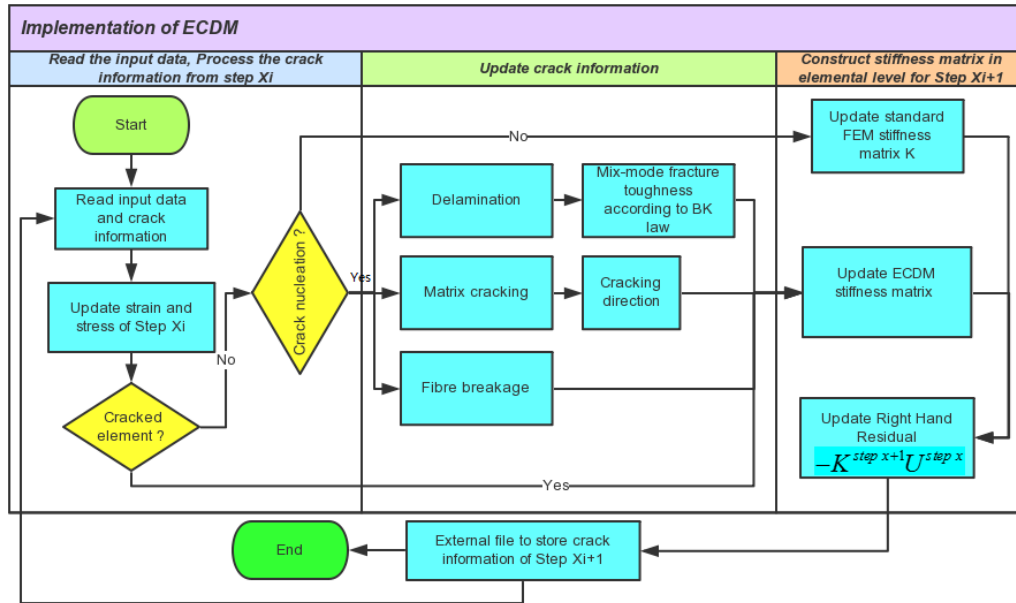 Implementation of ECDM
Read the input data, Process the crack
information from step Xi
Update crack information
Construct stiffness matrix in
elemental level for Step Xi+1
Start
Read input data
and crack
information
Update strain and
stress of Step Xi
Cracked
element ?
No
Crack nucleation ?
No
Yes
Delamination
Mix-mode fracture
toughness
according to BK
law
Matrix cracking
Cracking
direction
Fibre breakage
Yes
Update standard
FEM stiffness
matrix K
Update ECDM
stiffness matrix
Update Right Hand
Residual
−K^{step x+1}U^{step x}
External file to store crack
information of Step Xi+1
End